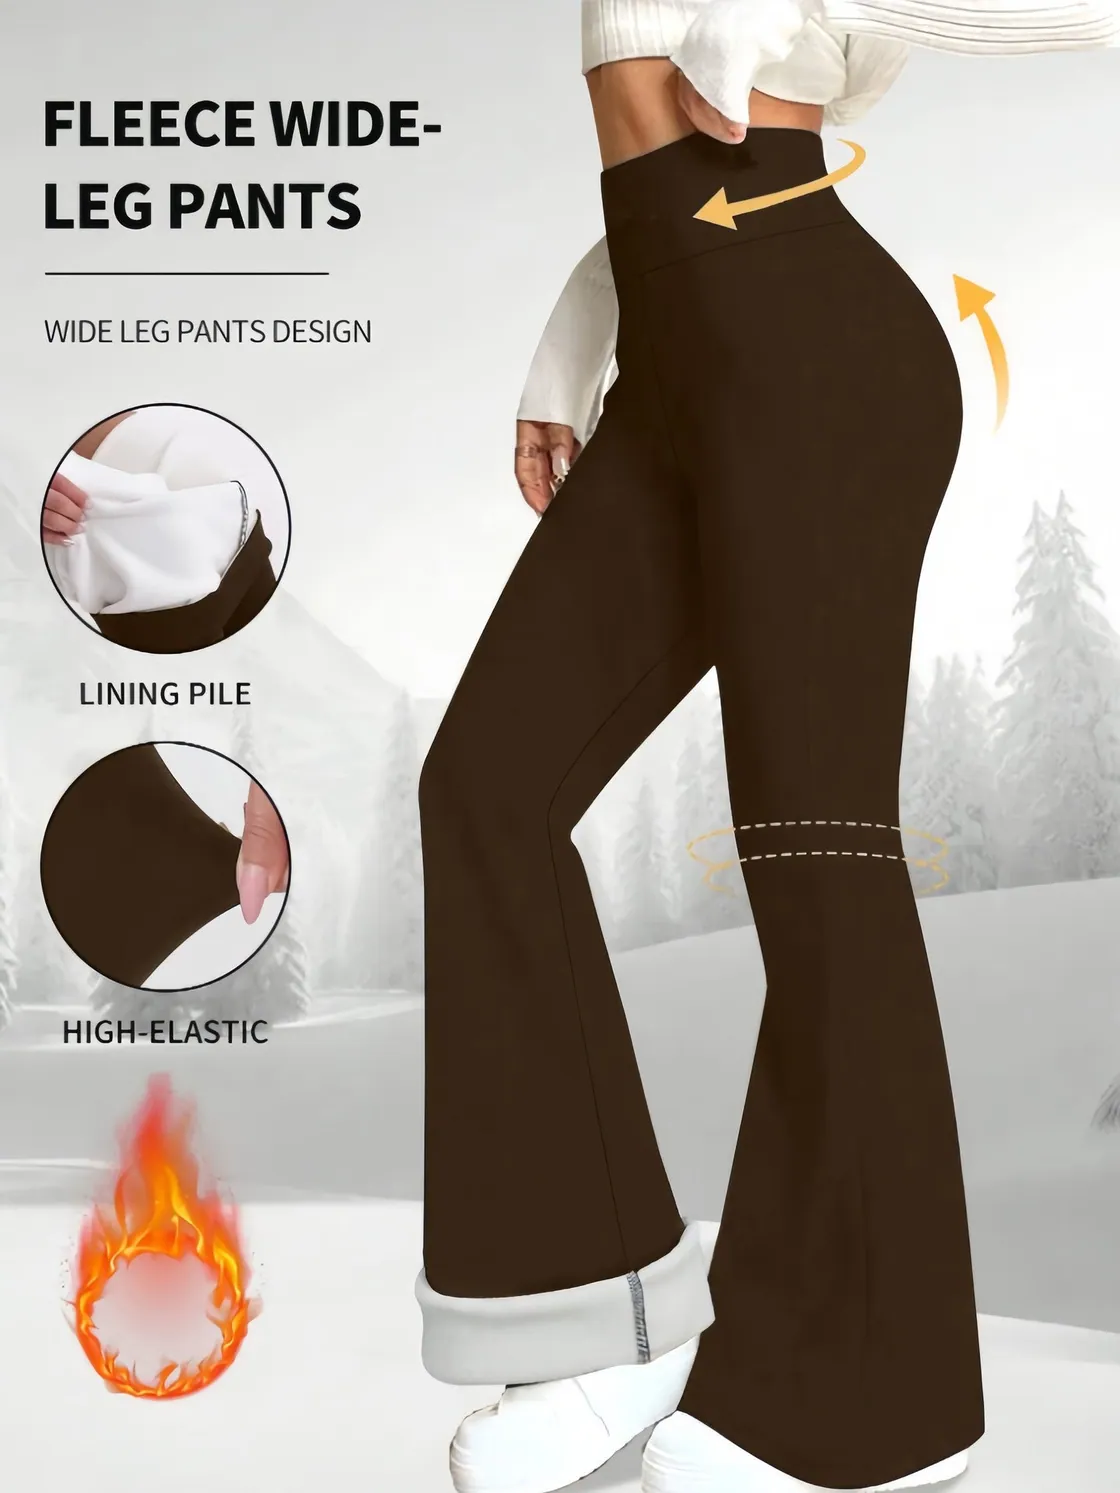 FLEECE WIDE-
LEG PANTS
WIDE LEG PANTS DESIGN
LINING PILE
HIGH-ELASTIC